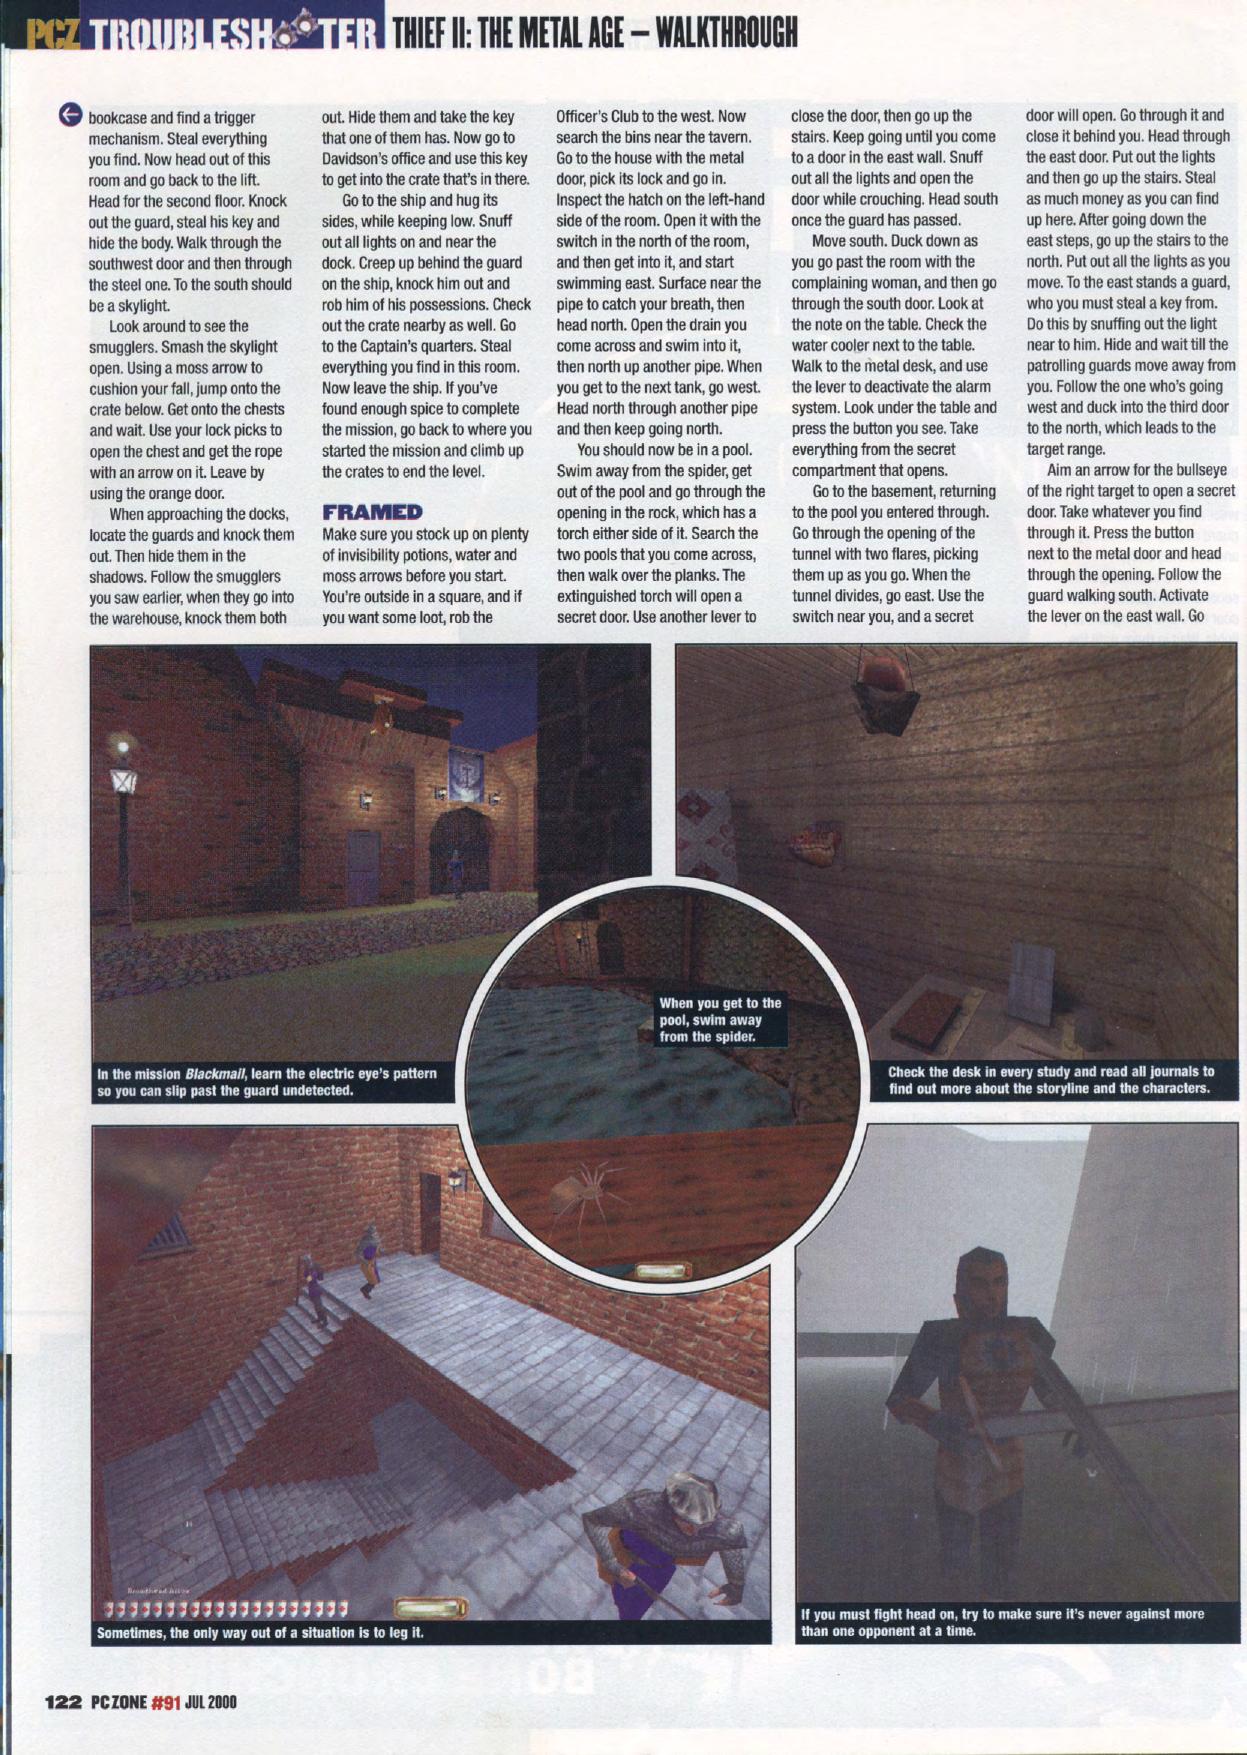 PCZ TROUBLESHOOTER THIEF II: THE METAL AGE – WALKTHROUGH
bookcase and find a trigger
mechanism. Steal everything
you find. Now head out of this
room and go back to the lift.
Head for the second floor. Knock
out the guard, steal his key and
hide the body. Walk through the
southwest door and then through
the steel one. To the south should
be a skylight.
Look around to see the
smugglers. Smash the skylight
open. Using a moss arrow to
cushion your fall, jump onto the
crate below. Get onto the chests
and wait. Use your lock picks to
open the chest and get the rope
with an arrow on it. Leave by
using the orange door.
When approaching the docks,
locate the guards and knock them
out. Then hide them in the
shadows. Follow the smugglers
you saw earlier, when they go into
the warehouse, knock them both
out. Hide them and take the key
that one of them has. Now go to
Davidson's office and use this key
to get into the crate that's in there.
Go to the ship and hug its
sides, while keeping low. Snuff
out all lights on and near the
dock. Creep up behind the guard
on the ship, knock him out and
rob him of his possessions. Check
out the crate nearby as well. Go
to the Captain's quarters. Steal
everything you find in this room.
Now leave the ship. If you've
found enough spice to complete
the mission, go back to where you
started the mission and climb up
the crates to end the level.
FRAMED
Make sure you stock up on plenty
of invisibility potions, water and
moss arrows before you start.
You're outside in a square, and if
you want some loot, rob the
Officer's Club to the west. Now
search the bins near the tavern.
Go to the house with the metal
door, pick its lock and go in.
Inspect the hatch on the left-hand
side of the room. Open it with the
switch in the north of the room,
and then get into it, and start
swimming east. Surface near the
pipe to catch your breath, then
head north. Open the drain you
come across and swim into it,
then north up another pipe. When
you get to the next tank, go west.
Head north through another pipe
and then keep going north.
You should now be in a pool.
Swim away from the spider, get
out of the pool and go through the
opening in the rock, which has a
torch either side of it. Search the
two pools that you come across,
then walk over the planks. The
extinguished torch will open a
secret door. Use another lever to
close the door, then go up the
stairs. Keep going until you come
to a door in the east wall. Snuff
out all the lights and open the
door while crouching. Head south
once the guard has passed.
Move south. Duck down as
you go past the room with the
complaining woman, and then go
through the south door. Look at
the note on the table. Check the
water cooler next to the table.
Walk to the metal desk, and use
the lever to deactivate the alarm
system. Look under the table and
press the button you see. Take
everything from the secret
compartment that opens.
Go to the basement, returning
to the pool you entered through.
Go through the opening of the
tunnel with two flares, picking
them up as you go. When the
tunnel divides, go east. Use the
switch near you, and a secret
door will open. Go through it and
close it behind you. Head through
the east door. Put out the lights
and then go up the stairs. Steal
as much money as you can find
up here. After going down the
east steps, go up the stairs to the
north. Put out all the lights as you
move. To the east stands a guard,
who you must steal a key from.
Do this by snuffing out the light
near to him. Hide and wait till the
patrolling guards move away from
you. Follow the one who's going
west and duck into the third door
to the north, which leads to the
target range.
Aim an arrow for the bullseye
of the right target to open a secret
door. Take whatever you find
through it. Press the button
next to the metal door and head
through the opening. Follow the
guard walking south. Activate
the lever on the east wall. Go
In the mission Blackmail, learn the electric eye's pattern
so you can slip past the guard undetected.
When you get to the
pool, swim away
from the spider.
Check the desk in every study and read all journals to
find out more about the storyline and the characters.
Broadhead Arrow
Sometimes, the only way out of a situation is to leg it.
If you must fight head on, try to make sure it's never against more
than one opponent at a time.
122 PC ZONE #91 JUL 2000